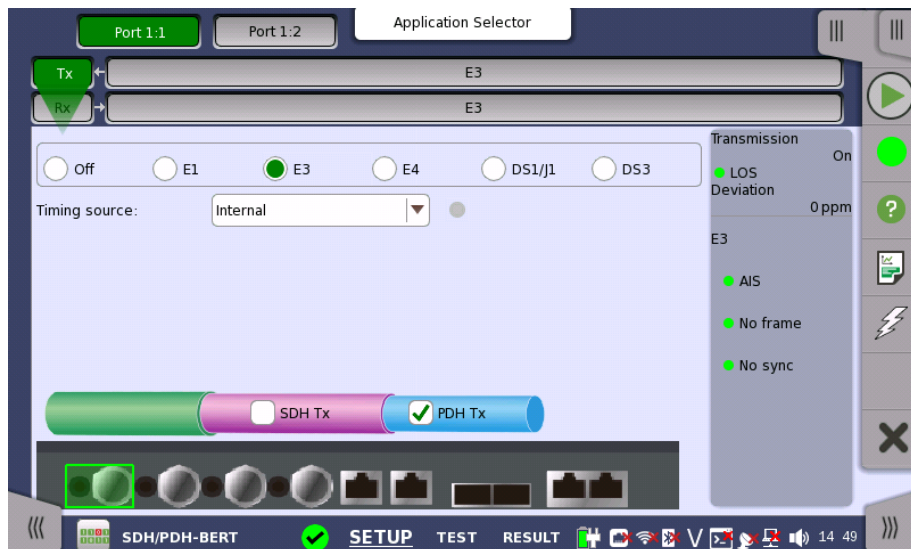 Port 1:1
Port 1:2
Application Selector
Tx
E3
Rx
E3
Off
E1
E3
E4
DS1/J1
DS3
Timing source:
Internal
Transmission
On
LOS
Deviation
0 ppm
E3
AIS
No frame
No sync
SDH Tx
PDH Tx
SDH/PDH-BERT
SETUP
TEST
RESULT
V
14 49